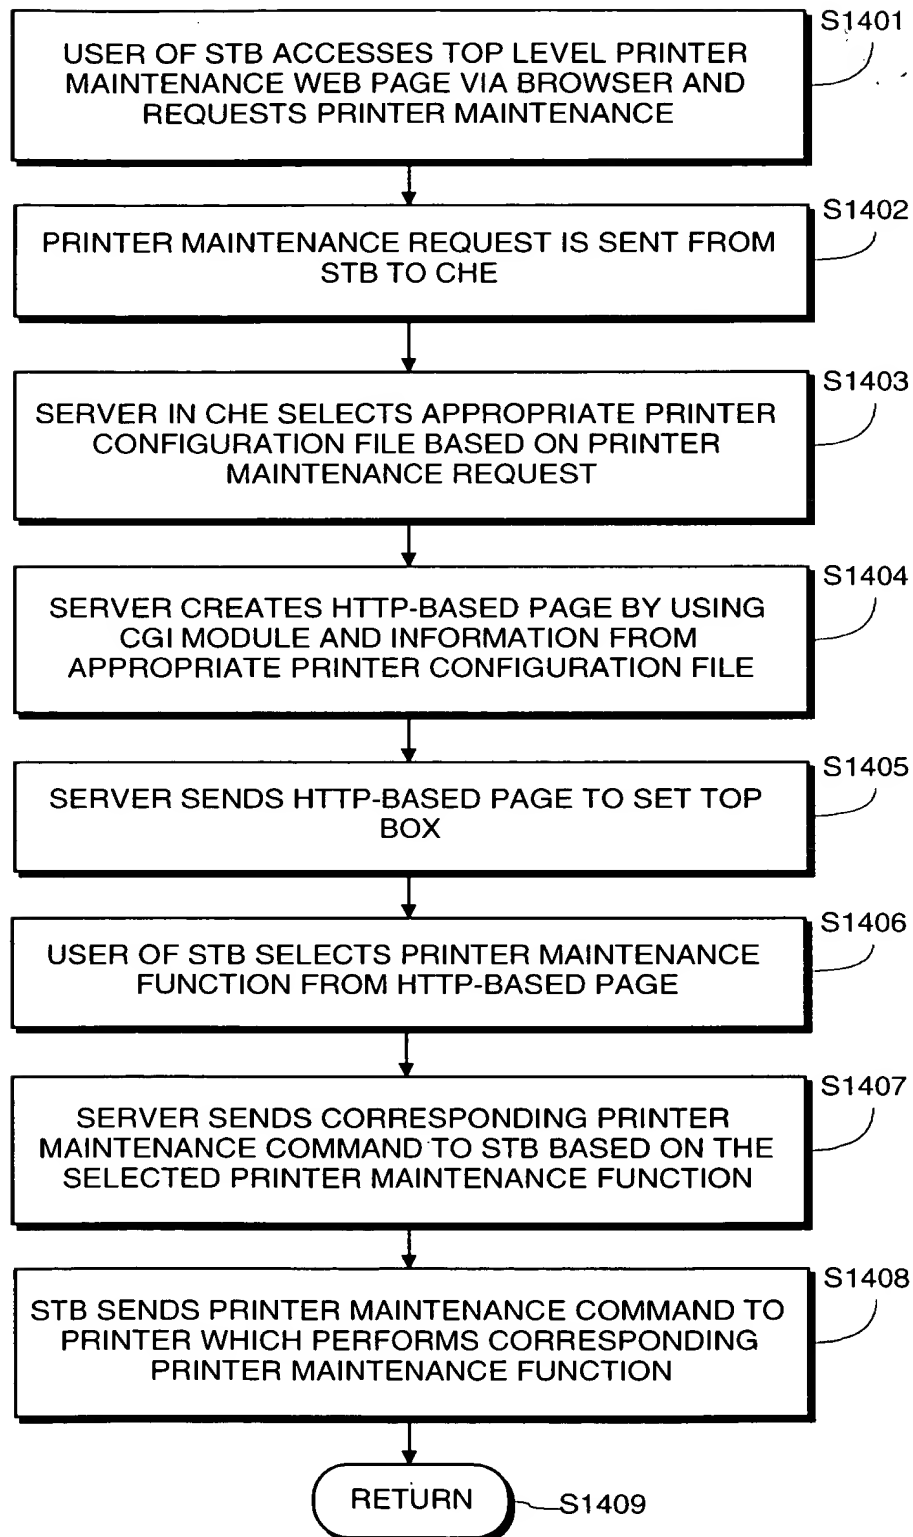 S1401
USER OF STB ACCESSES TOP LEVEL PRINTER
MAINTENANCE WEB PAGE VIA BROWSER AND
REQUESTS PRINTER MAINTENANCE
S1402
PRINTER MAINTENANCE REQUEST IS SENT FROM
STB TO CHE
S1403
SERVER IN CHE SELECTS APPROPRIATE PRINTER
CONFIGURATION FILE BASED ON PRINTER
MAINTENANCE REQUEST
S1404
SERVER CREATES HTTP-BASED PAGE BY USING
CGI MODULE AND INFORMATION FROM
APPROPRIATE PRINTER CONFIGURATION FILE
S1405
SERVER SENDS HTTP-BASED PAGE TO SET TOP
BOX
S1406
USER OF STB SELECTS PRINTER MAINTENANCE
FUNCTION FROM HTTP-BASED PAGE
S1407
SERVER SENDS CORRESPONDING PRINTER
MAINTENANCE COMMAND TO STB BASED ON THE
SELECTED PRINTER MAINTENANCE FUNCTION
S1408
STB SENDS PRINTER MAINTENANCE COMMAND TO
PRINTER WHICH PERFORMS CORRESPONDING
PRINTER MAINTENANCE FUNCTION
RETURN
S1409